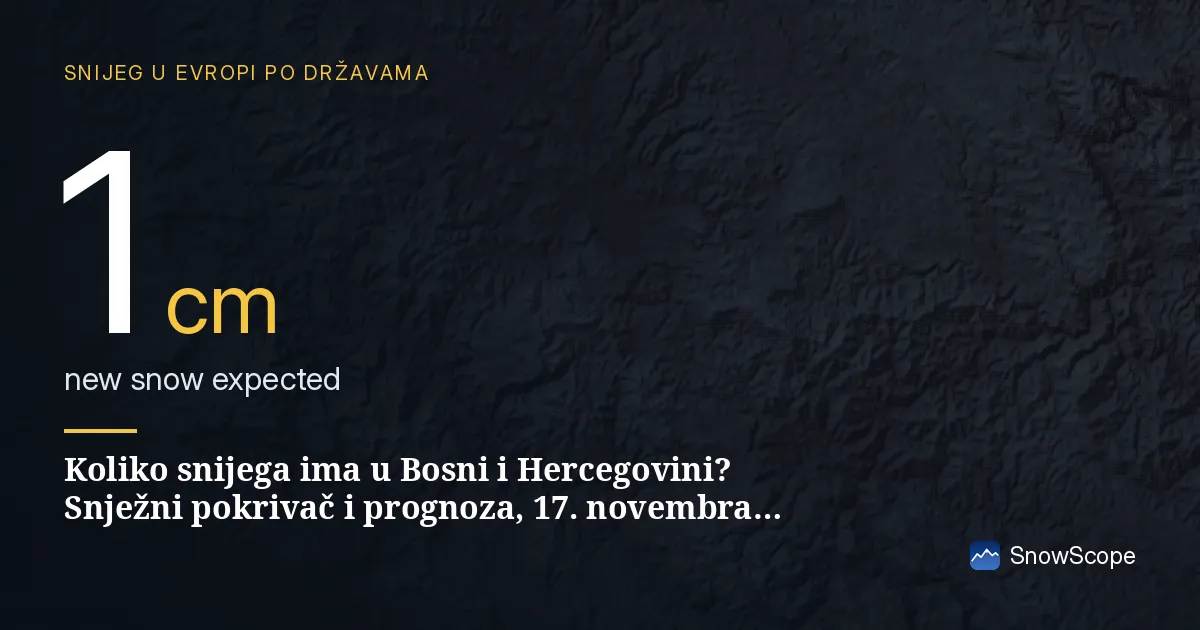 SNIJEG U EVROPI PO DRŽAVAMA
1 cm
new snow expected
Koliko snijega ima u Bosni i Hercegovini?
Snježni pokrivač i prognoza, 17. novembra…
SnowScope